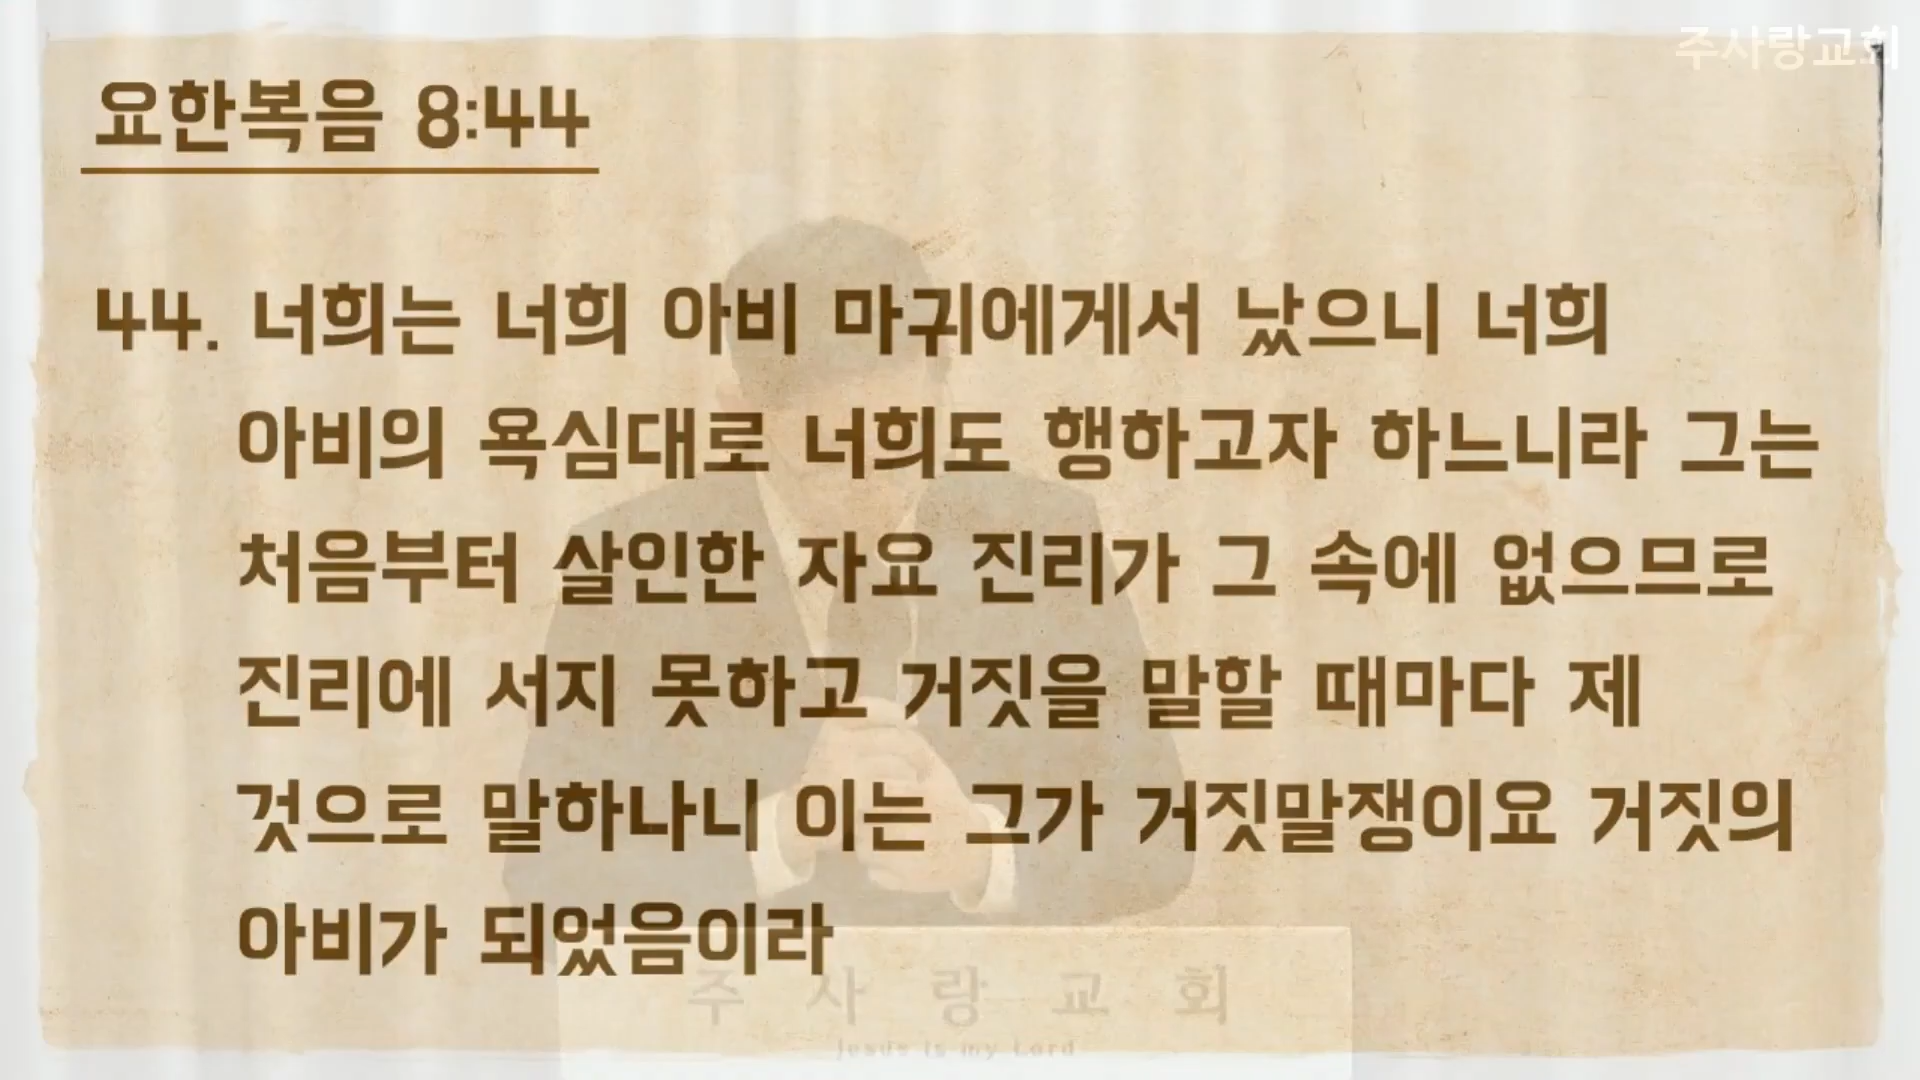 주사랑교회
요한복음 8:44
44. 너희는 너희 아비 마귀에게서 났으니 너희
아비의 욕심대로 너희도 행하고자 하느니라 그는
처음부터 살인한 자요 진리가 그 속에 없으므로
진리에 서지 못하고 거짓을 말할 때마다 제
것으로 말하나니 이는 그가 거짓말쟁이요 거짓의
아비가 되었음이라
주 사 랑 교 회
Jesus is my Lord